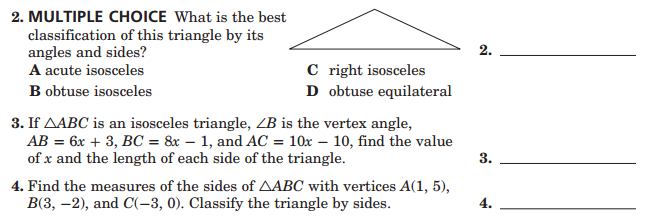 2. MULTIPLE CHOICE What is the best
classification of this triangle by its
angles and sides?
2.
A acute isosceles
C right isosceles
B obtuse isosceles
D obtuse equilateral
3. If △ABC is an isosceles triangle, ∠B is the vertex angle,
AB = 6x + 3, BC = 8x − 1, and AC = 10x − 10, find the value
of x and the length of each side of the triangle.
3.
4. Find the measures of the sides of △ABC with vertices A(1, 5),
B(3, −2), and C(−3, 0). Classify the triangle by sides.
4.